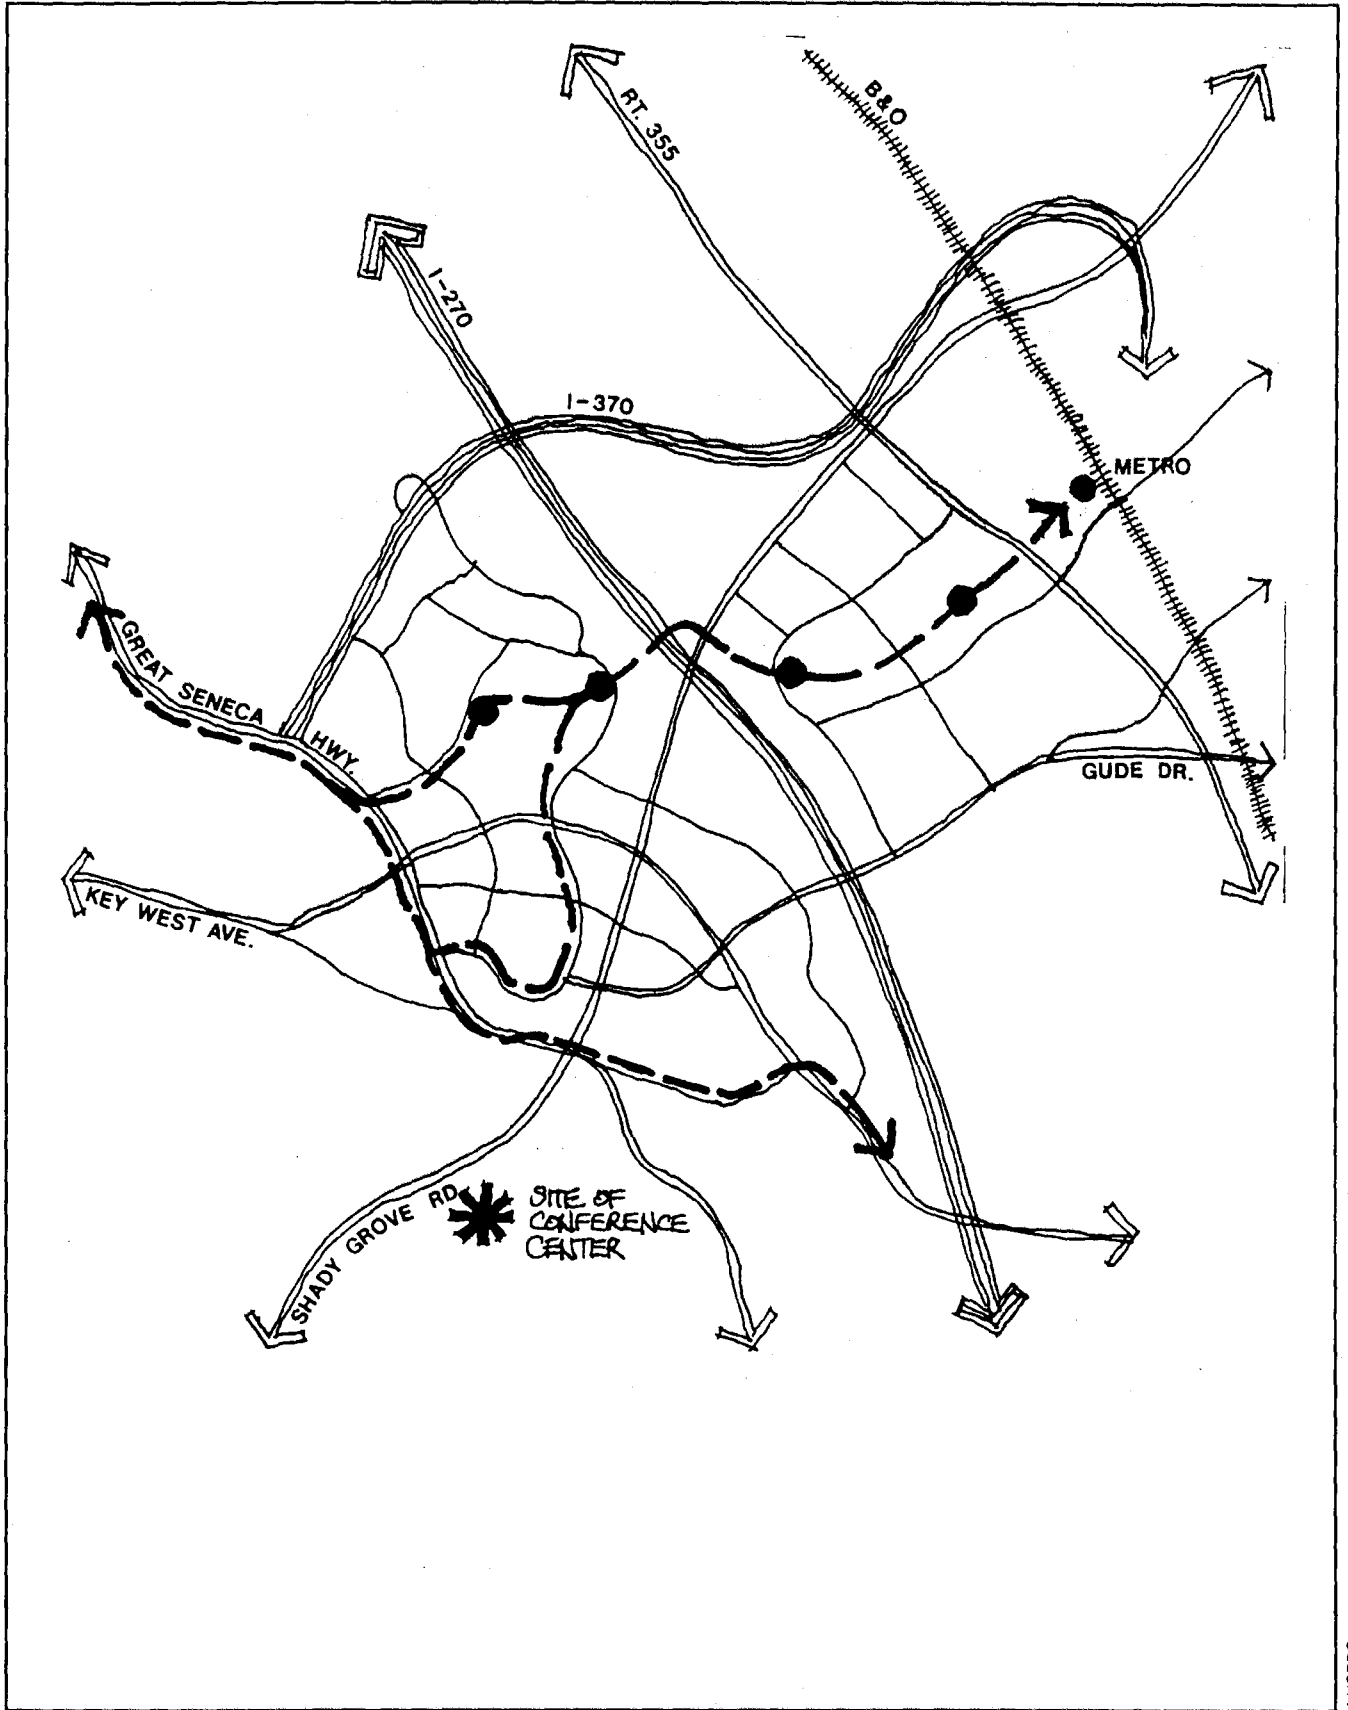 B&O
RT. 355
I-270
I-370
METRO
GREAT SENECA HWY.
GUDE DR.
KEY WEST AVE.
SHADY GROVE RD.
SITE OF
CONFERENCE
CENTER